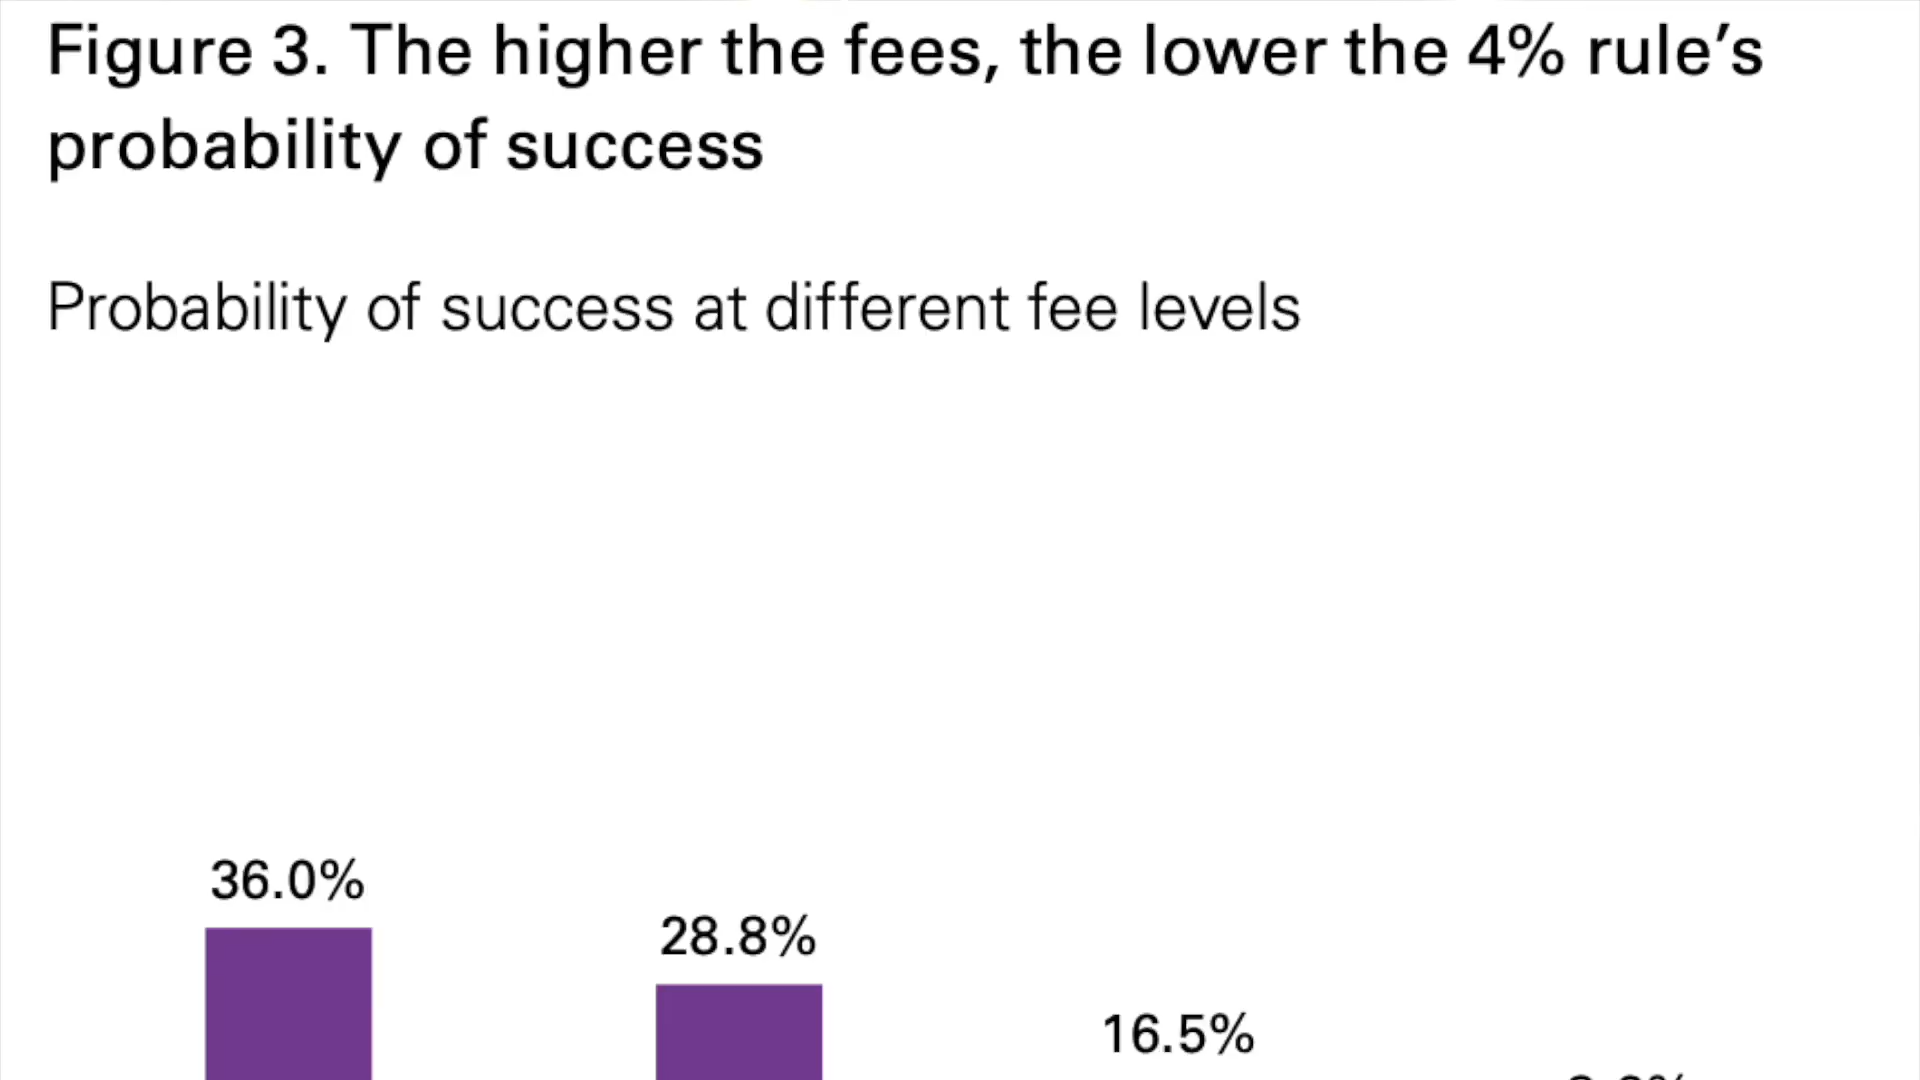 Figure 3. The higher the fees, the lower the 4% rule’s
probability of success
Probability of success at different fee levels
36.0%
28.8%
16.5%